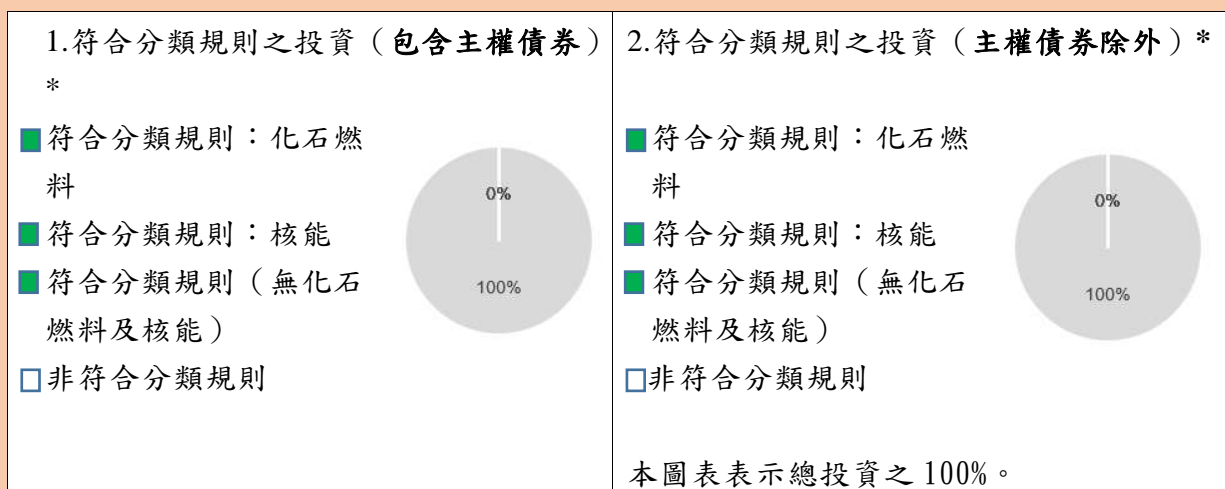 1.符合分類規則之投資（包含主權債券）
*
符合分類規則：化石燃
料
符合分類規則：核能
符合分類規則（無化石
燃料及核能）
非符合分類規則
0%
100%
2.符合分類規則之投資（主權債券除外）*
符合分類規則：化石燃
料
符合分類規則：核能
符合分類規則（無化石
燃料及核能）
非符合分類規則
0%
100%
本圖表表示總投資之 100%。